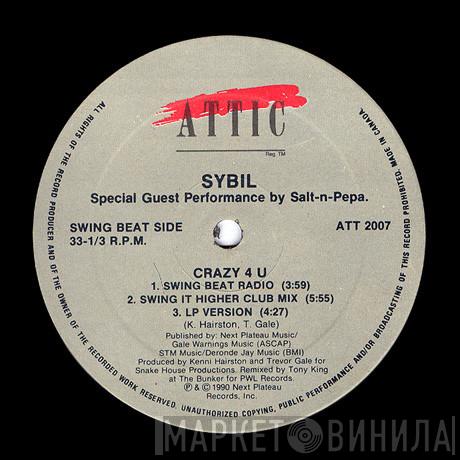 ATTIC
Reg. TM
SYBIL
Special Guest Performance by Salt-n-Pepa.
SWING BEAT SIDE
33-1/3 R.P.M.
ATT 2007
CRAZY 4 U
1. SWING BEAT RADIO (3:59)
2. SWING IT HIGHER CLUB MIX (5:55)
3. LP VERSION (4:27)
(K. Hairston, T. Gale)
Published by: Next Plateau Music/
Gale Warnings Music (ASCAP)
STM Music/Deronde Jay Music (BMI)
Produced by Kenni Hairston and Trevor Gale for
Snake House Productions. Remixed by Tony King
at The Bunker for PWL Records.
℗ & © 1990 Next Plateau
Records, Inc.
ALL RIGHTS OF THE RECORD PRODUCER AND OF THE OWNER OF THE RECORDED WORK RESERVED. UNAUTHORIZED COPYING, PUBLIC PERFORMANCE AND/OR BROADCASTING OF THIS RECORD PROHIBITED. MADE IN CANADA.
МАРКЕТ ВИНИЛА